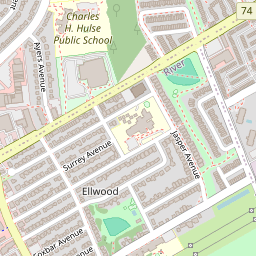 Charles
H. Hulse
Public School
74
Ayers Avenue
River
Jasper Avenue
Surrey Avenue
Ellwood
Coxbar Avenue